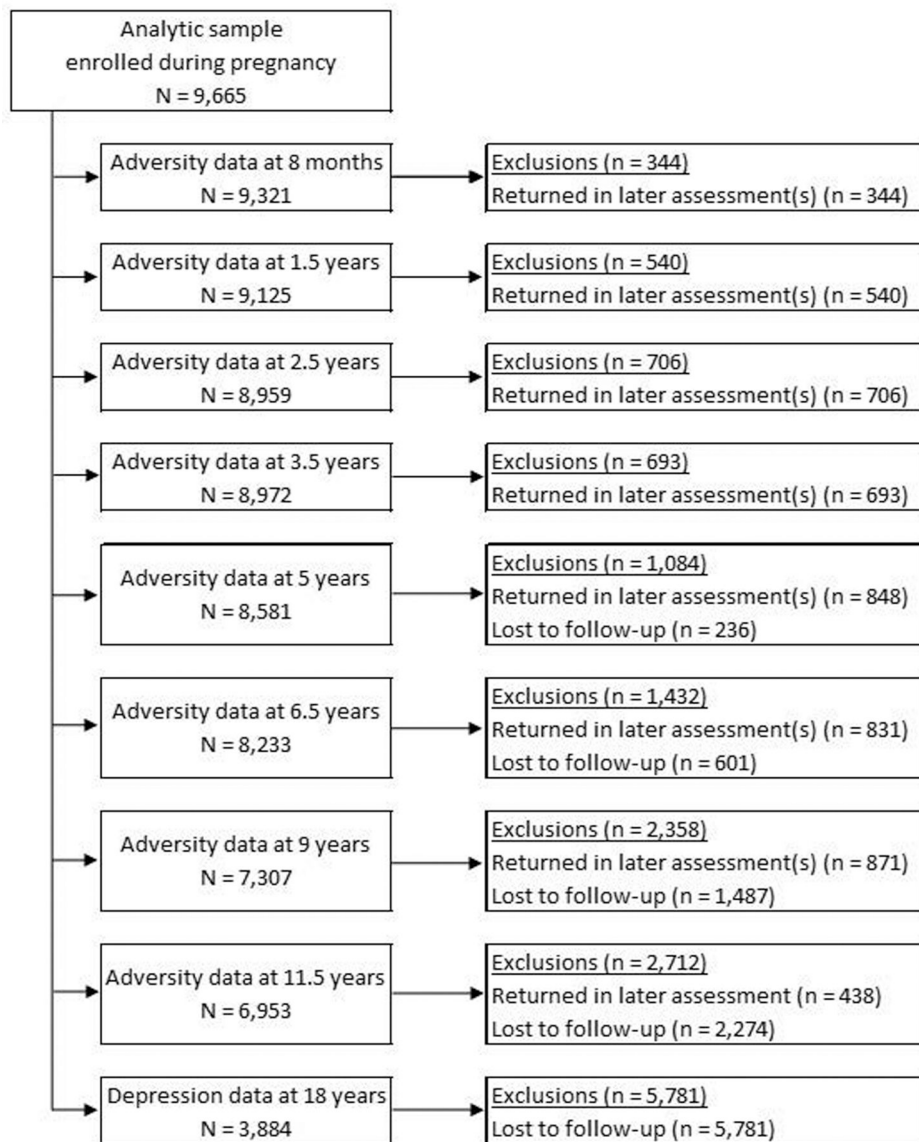 Analytic sample
enrolled during pregnancy
N = 9,665
Adversity data at 8 months
N = 9,321
Exclusions (n = 344)
Returned in later assessment(s) (n = 344)
Adversity data at 1.5 years
N = 9,125
Exclusions (n = 540)
Returned in later assessment(s) (n = 540)
Adversity data at 2.5 years
N = 8,959
Exclusions (n = 706)
Returned in later assessment(s) (n = 706)
Adversity data at 3.5 years
N = 8,972
Exclusions (n = 693)
Returned in later assessment(s) (n = 693)
Adversity data at 5 years
N = 8,581
Exclusions (n = 1,084)
Returned in later assessment(s) (n = 848)
Lost to follow-up (n = 236)
Adversity data at 6.5 years
N = 8,233
Exclusions (n = 1,432)
Returned in later assessment(s) (n = 831)
Lost to follow-up (n = 601)
Adversity data at 9 years
N = 7,307
Exclusions (n = 2,358)
Returned in later assessment(s) (n = 871)
Lost to follow-up (n = 1,487)
Adversity data at 11.5 years
N = 6,953
Exclusions (n = 2,712)
Returned in later assessment (n = 438)
Lost to follow-up (n = 2,274)
Depression data at 18 years
N = 3,884
Exclusions (n = 5,781)
Lost to follow-up (n = 5,781)